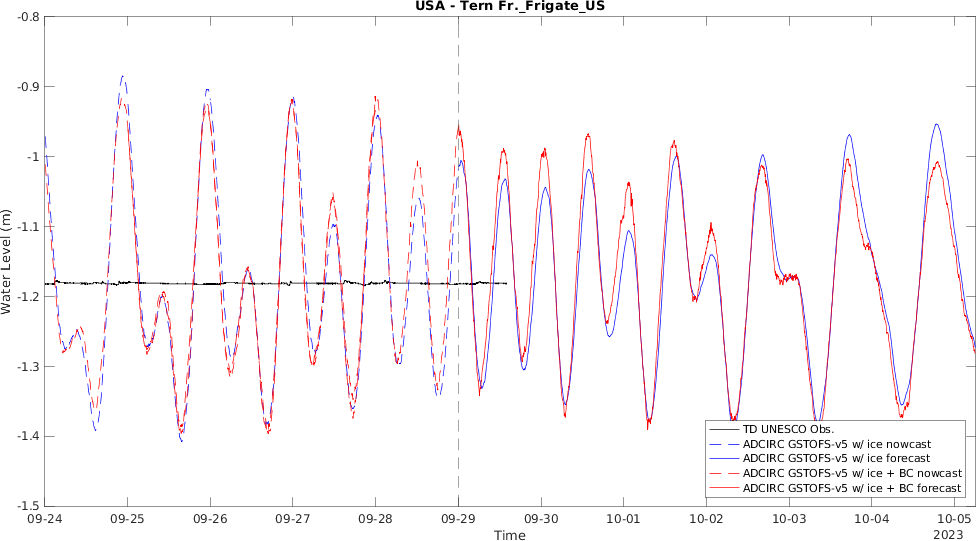 USA - Tern Fr._Frigate_US
-0.8
-0.9
-1
-1.1
-1.2
-1.3
-1.4
-1.5
Water Level (m)
TD UNESCO Obs.
ADCIRC GSTOFS-v5 w/ ice nowcast
ADCIRC GSTOFS-v5 w/ ice forecast
ADCIRC GSTOFS-v5 w/ ice + BC nowcast
ADCIRC GSTOFS-v5 w/ ice + BC forecast
09-24 09-25 09-26 09-27 09-28 09-29 09-30 10-01 10-02 10-03 10-04 10-05
Time
2023